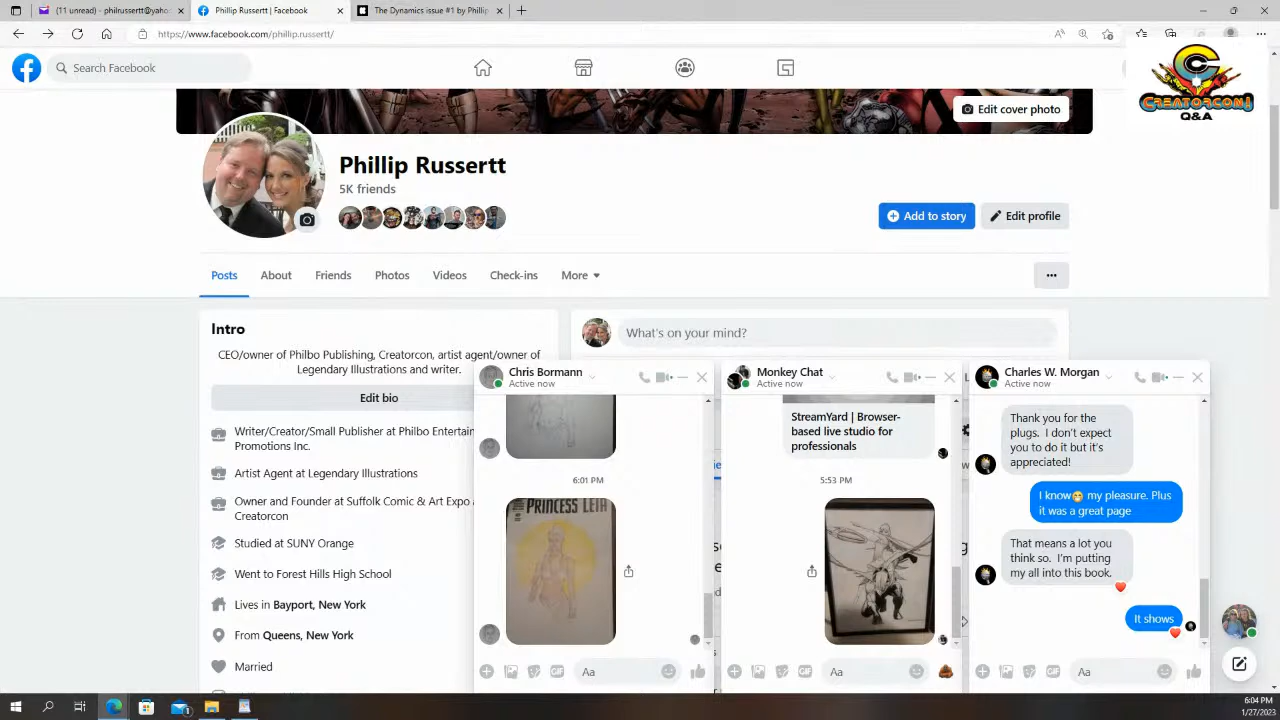 (11 unread) - philrussertt@yahoo.c
Phillip Russertt | Facebook
The Dynamics issue #1 by Phillip
https://www.facebook.com/phillip.russertt/
Search Facebook
CREATORCON!
Q&A
Edit cover photo
Phillip Russertt
5K friends
Add to story
Edit profile
Posts
About
Friends
Photos
Videos
Check-ins
More
Intro
CEO/owner of Philbo Publishing, Creatorcon, artist agent/owner of
Legendary Illustrations and writer.
Edit bio
Writer/Creator/Small Publisher at Philbo Entertain
Promotions Inc.
Artist Agent at Legendary Illustrations
Owner and Founder at Suffolk Comic & Art Expo
Creatorcon
Studied at SUNY Orange
Went to Forest Hills High School
Lives in Bayport, New York
From Queens, New York
Married
What's on your mind?
Chris Bormann
Active now
6:01 PM
PRINCESS LEIA
Aa
GIF
Monkey Chat
Active now
StreamYard | Browser-
based live studio for
professionals
5:53 PM
GIF
Aa
Charles W. Morgan
Active now
Thank you for the
plugs. I don't expect
you to do it but it's
appreciated!
I know😁 my pleasure. Plus
it was a great page
That means a lot you
think so. I'm putting
my all into this book.
It shows
GIF
Aa
6:04 PM
1/27/2023